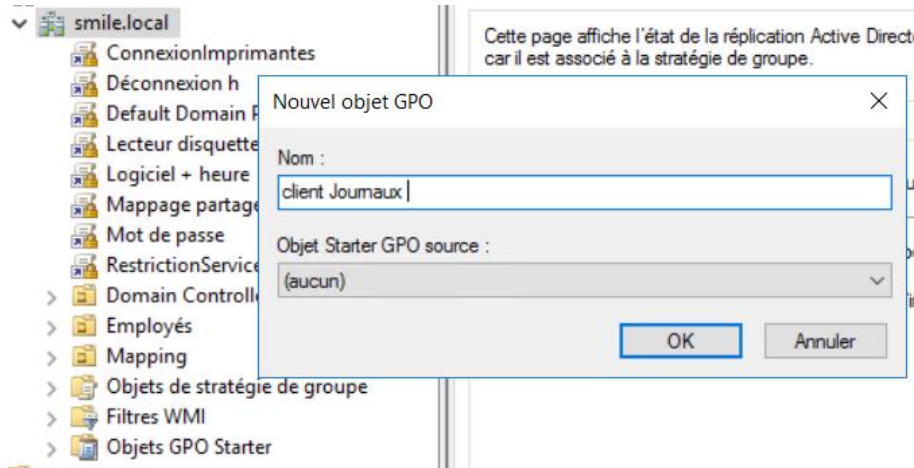 smile.local
ConnexionImprimantes
Déconnexion h
Default Domain P
Lecteur disquette
Logiciel + heure
Mappage partage
Mot de passe
RestrictionService
Domain Controlle
Employés
Mapping
Objets de stratégie de groupe
Filtres WMI
Objets GPO Starter
Cette page affiche l'état de la réplication Active Direct
car il est associé à la stratégie de groupe.
Nouvel objet GPO
Nom :
client Journaux
Objet Starter GPO source :
(aucun)
OK
Annuler